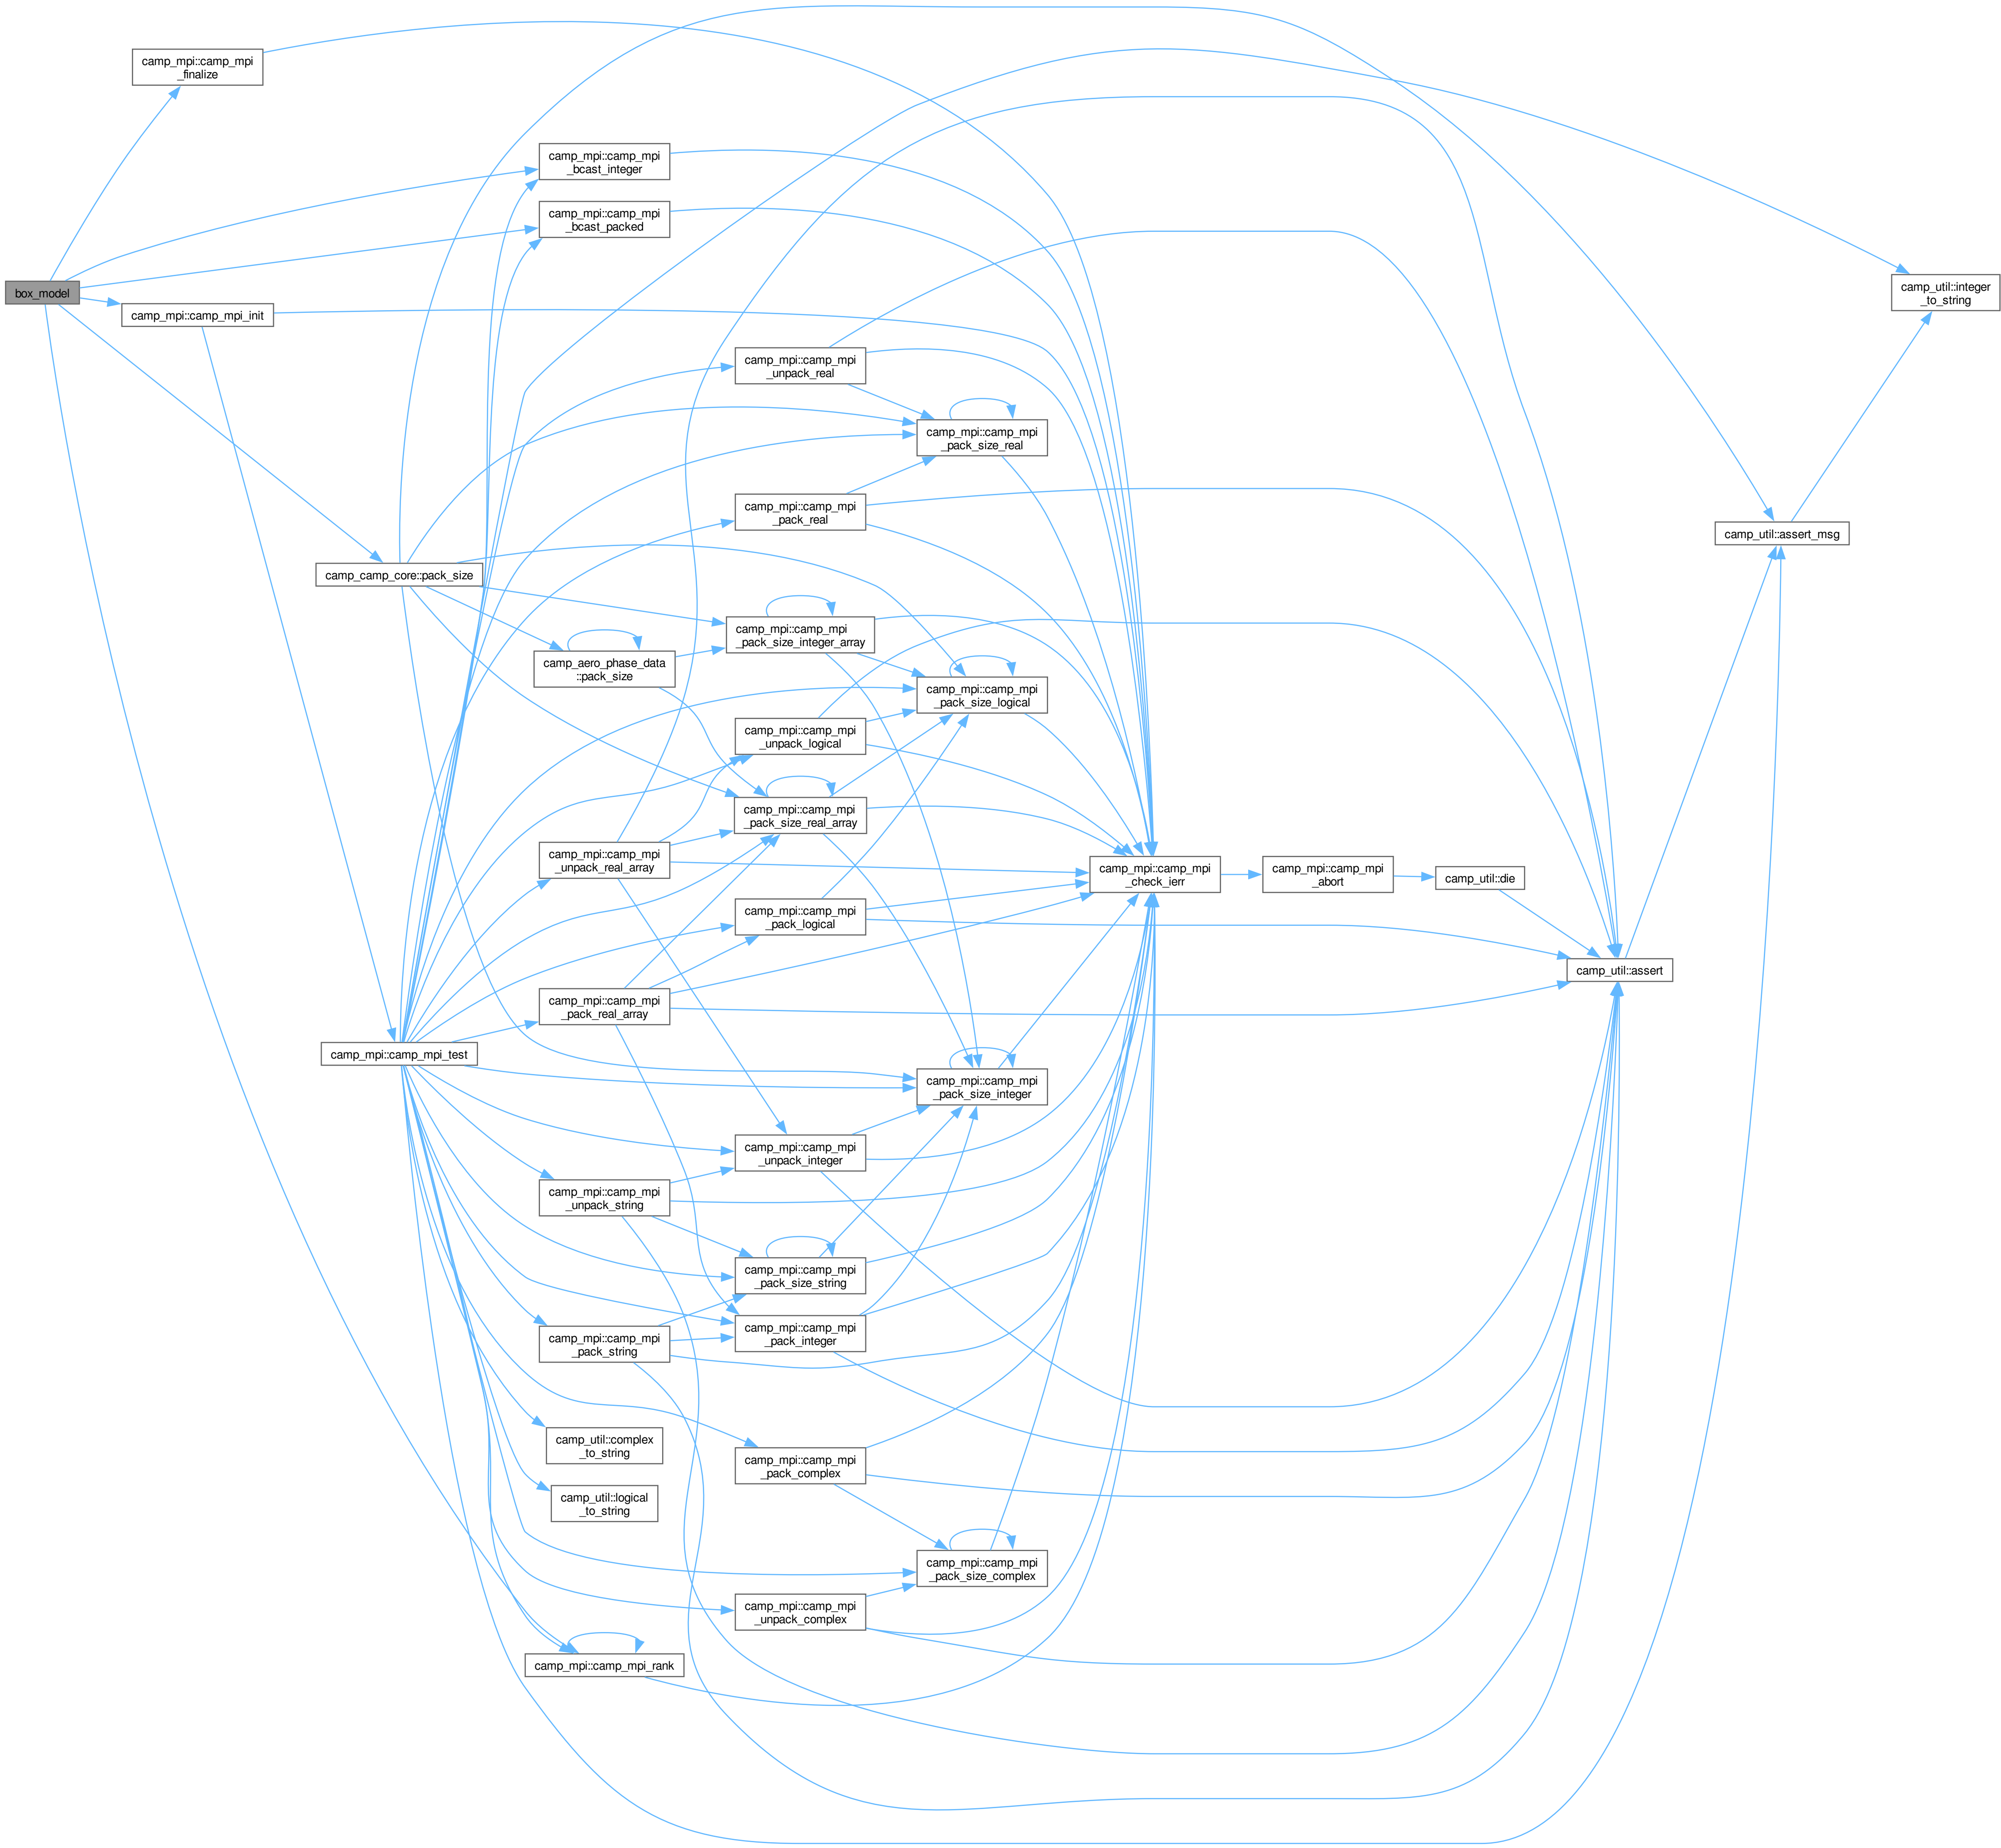 camp_mpi::camp_mpi
_finalize
camp_mpi::camp_mpi
_bcast_integer
camp_mpi::camp_mpi
_bcast_packed
box_model
camp_util::integer
_to_string
camp_mpi::camp_mpi_init
camp_mpi::camp_mpi
_unpack_real
camp_mpi::camp_mpi
_pack_size_real
camp_mpi::camp_mpi
_pack_real
camp_util::assert_msg
camp_camp_core::pack_size
camp_mpi::camp_mpi
_pack_size_integer_array
camp_aero_phase_data
::pack_size
camp_mpi::camp_mpi
_pack_size_logical
camp_mpi::camp_mpi
_unpack_logical
camp_mpi::camp_mpi
_pack_size_real_array
camp_mpi::camp_mpi
_unpack_real_array
camp_mpi::camp_mpi
_check_ierr
camp_mpi::camp_mpi
_abort
camp_util::die
camp_mpi::camp_mpi
_pack_logical
camp_util::assert
camp_mpi::camp_mpi
_pack_real_array
camp_mpi::camp_mpi_test
camp_mpi::camp_mpi
_pack_size_integer
camp_mpi::camp_mpi
_unpack_integer
camp_mpi::camp_mpi
_unpack_string
camp_mpi::camp_mpi
_pack_size_string
camp_mpi::camp_mpi
_pack_integer
camp_mpi::camp_mpi
_pack_string
camp_util::complex
_to_string
camp_mpi::camp_mpi
_pack_complex
camp_util::logical
_to_string
camp_mpi::camp_mpi
_pack_size_complex
camp_mpi::camp_mpi
_unpack_complex
camp_mpi::camp_mpi_rank